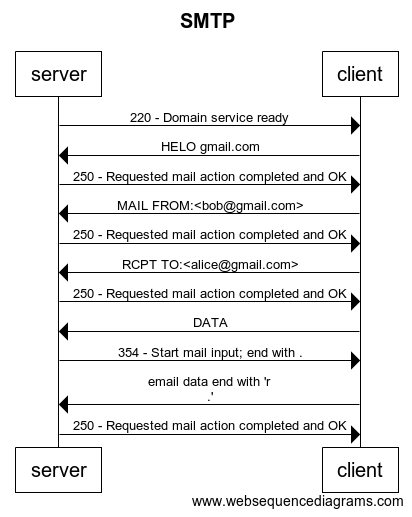 SMTP
server client
220 - Domain service ready
HELO gmail.com
250 - Requested mail action completed and OK
MAIL FROM:<bob@gmail.com>
250 - Requested mail action completed and OK
RCPT TO:<alice@gmail.com>
250 - Requested mail action completed and OK
DATA
354 - Start mail input; end with .
email data end with 'r
.'
250 - Requested mail action completed and OK
server client
www.websequencediagrams.com